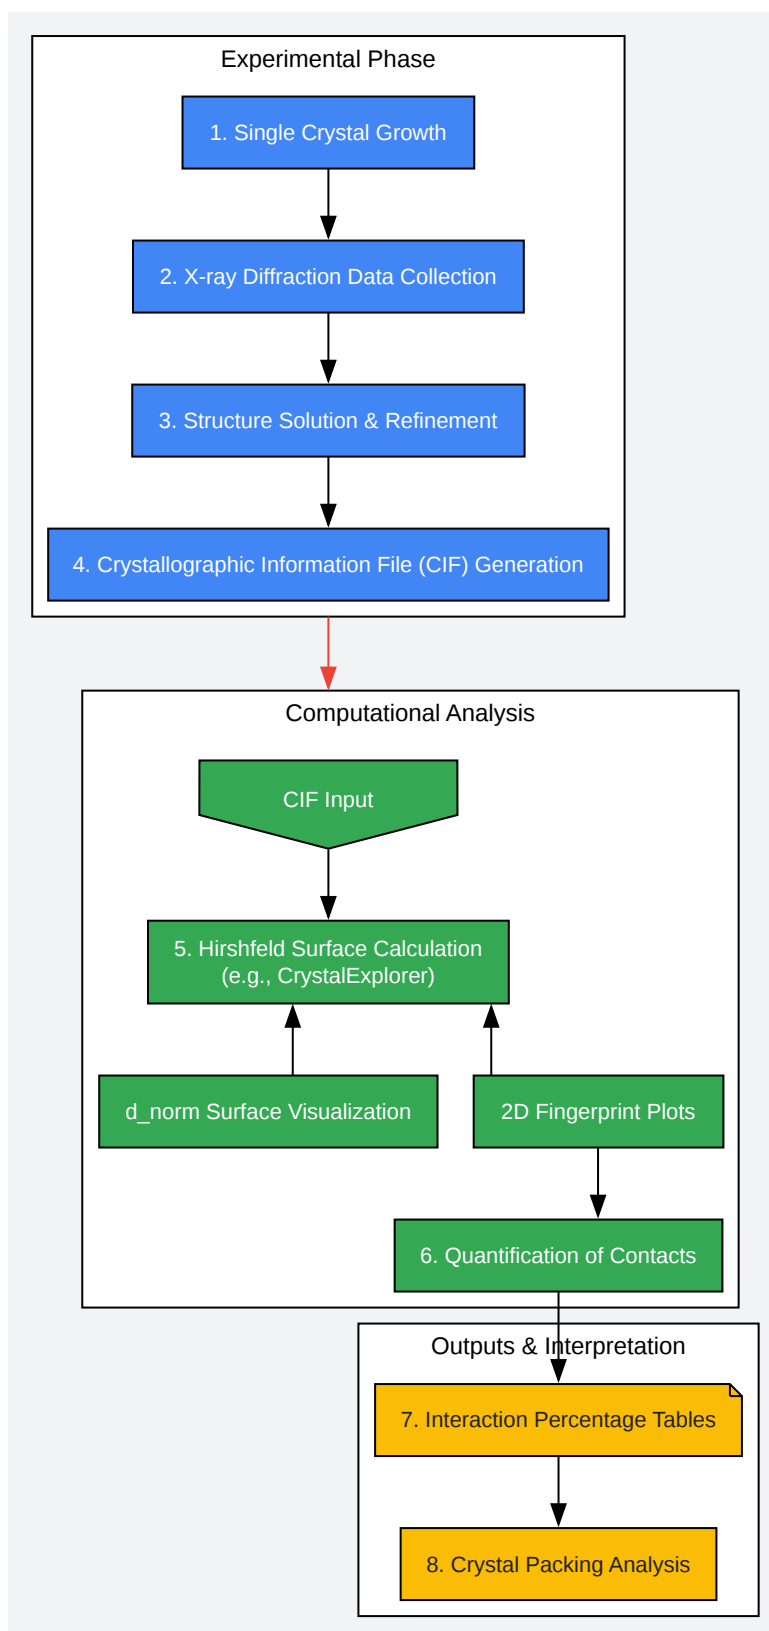 Experimental Phase
1. Single Crystal Growth
2. X-ray Diffraction Data Collection
3. Structure Solution & Refinement
4. Crystallographic Information File (CIF) Generation
Computational Analysis
CIF Input
5. Hirshfeld Surface Calculation
(e.g., CrystalExplorer)
d_norm Surface Visualization
2D Fingerprint Plots
6. Quantification of Contacts
Outputs & Interpretation
7. Interaction Percentage Tables
8. Crystal Packing Analysis